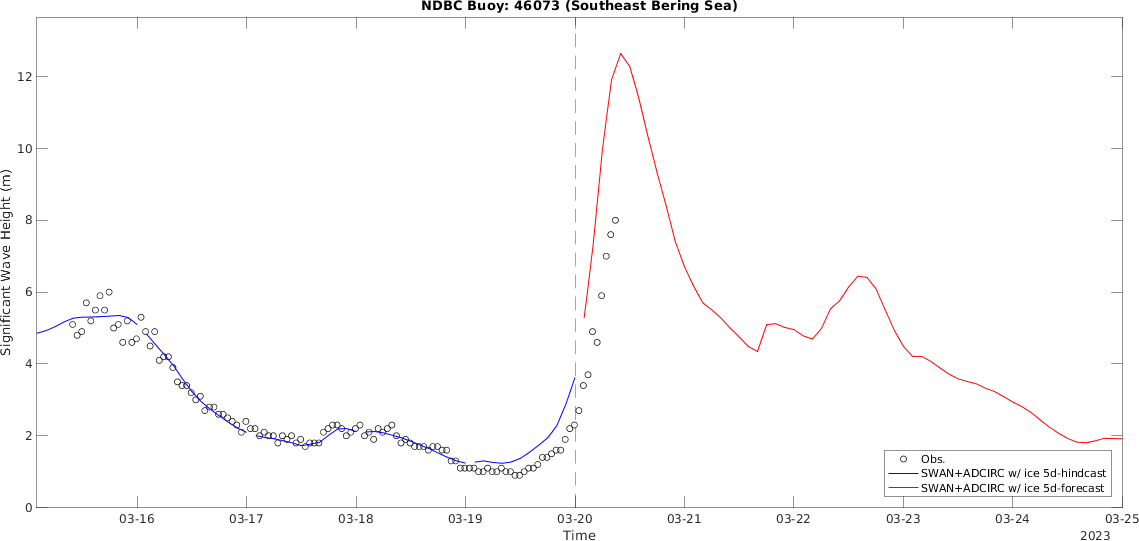 NDBC Buoy: 46073 (Southeast Bering Sea)
Significant Wave Height (m)
12
10
8
6
4
2
0
Obs.
SWAN+ADCIRC w/ ice 5d-hindcast
SWAN+ADCIRC w/ ice 5d-forecast
03-16 03-17 03-18 03-19 03-20 03-21 03-22 03-23 03-24 03-25
Time
2023